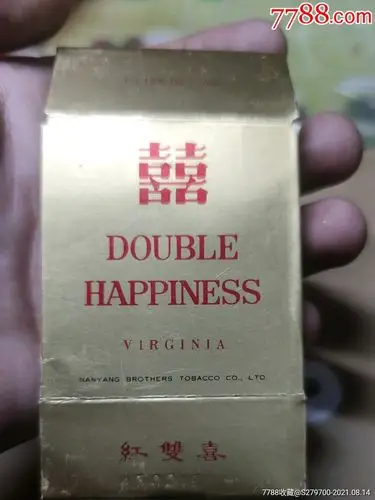 7788.com
囍
DOUBLE
HAPPINESS
VIRGINIA
NANYANG BROTHERS TOBACCO CO., LTD.
紅雙喜
7788收藏@S279700-2021.08.14